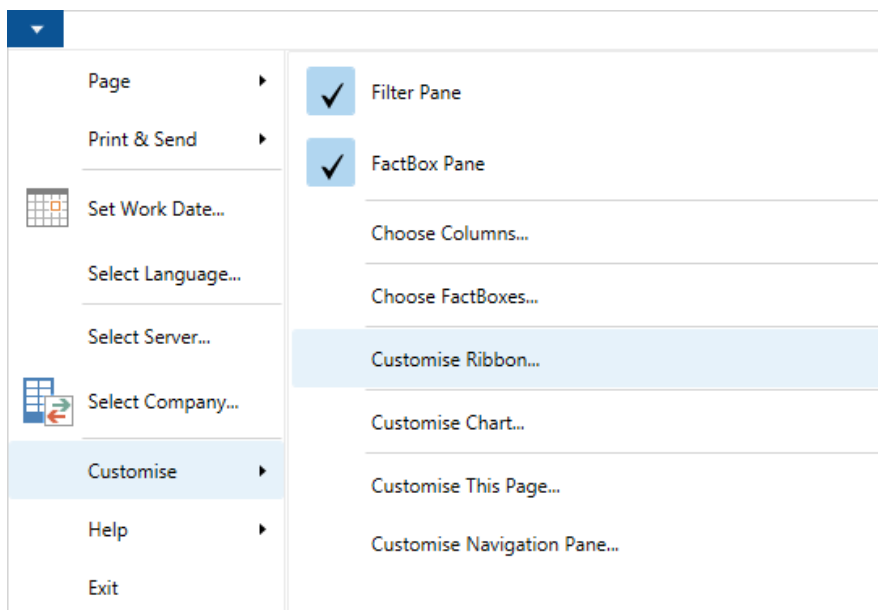 Page
Print & Send
Set Work Date...
Select Language...
Select Server...
Select Company...
Customise
Help
Exit
Filter Pane
FactBox Pane
Choose Columns...
Choose FactBoxes...
Customise Ribbon...
Customise Chart...
Customise This Page...
Customise Navigation Pane...